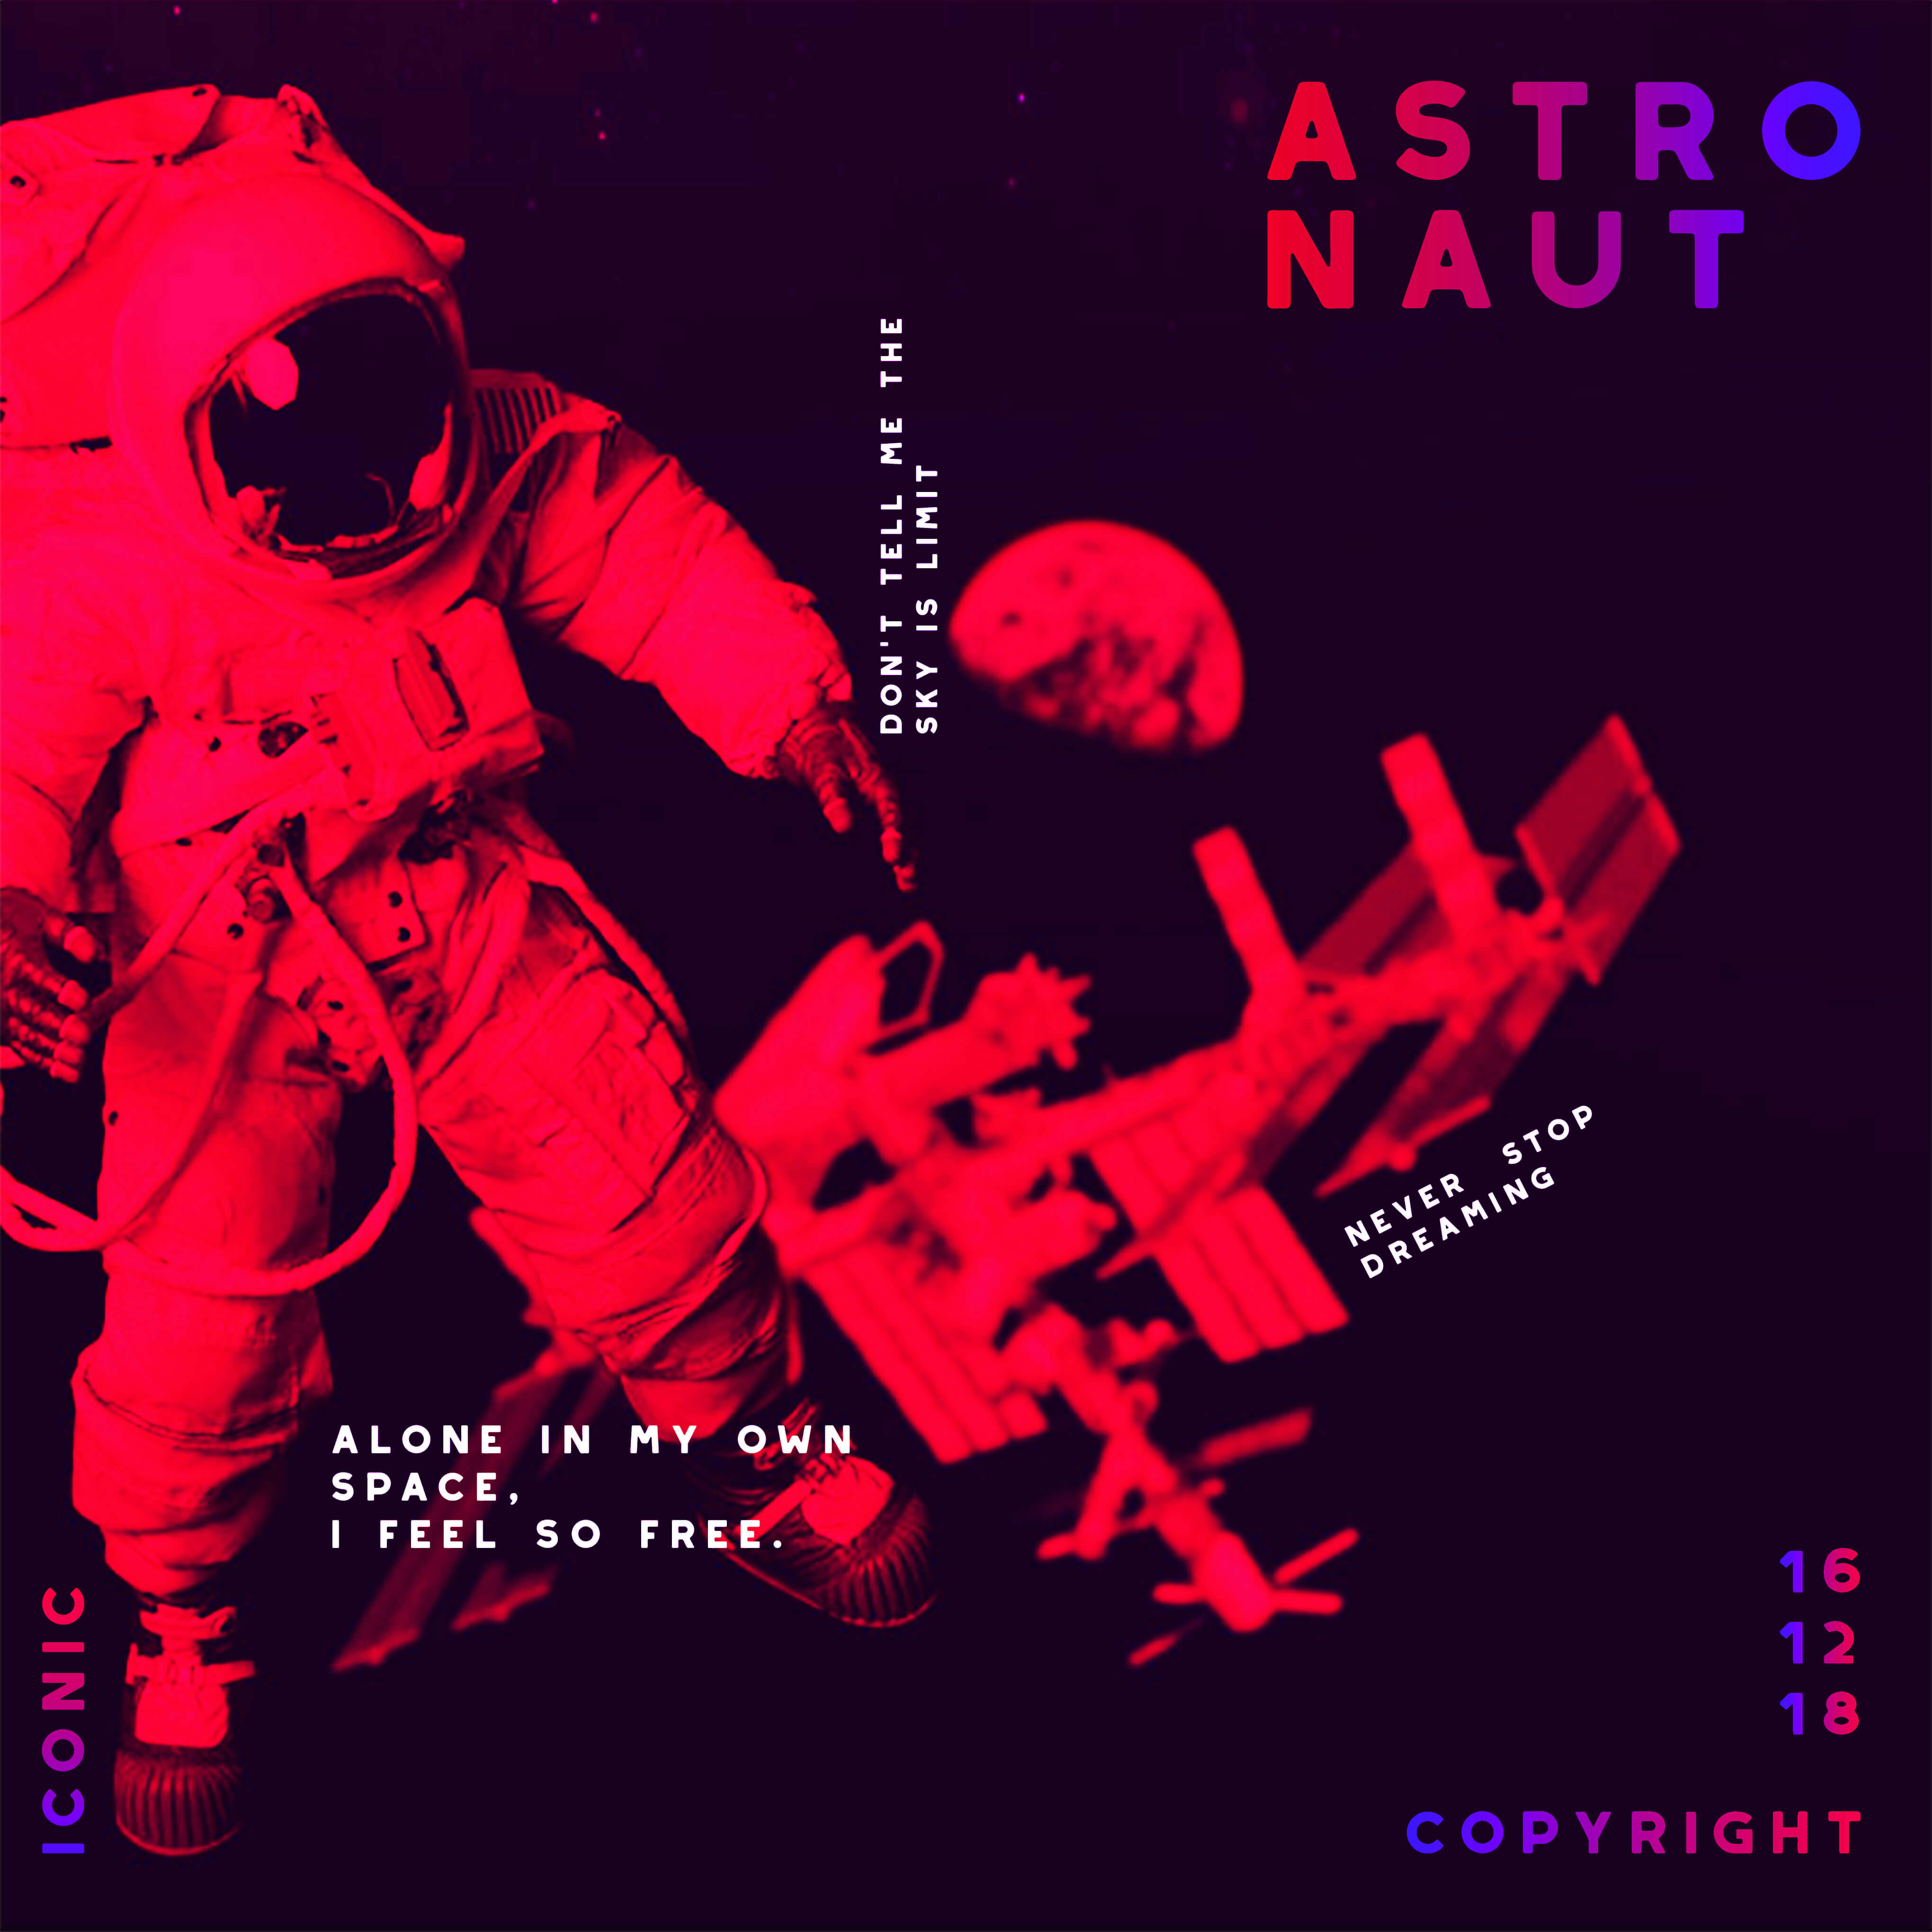 ASTRO
NAUT
DON'T TELL ME THE
SKY IS LIMIT
NEVER STOP
DREAMING
ALONE IN MY OWN
SPACE,
I FEEL SO FREE.
ICONIC
16
12
18
COPYRIGHT